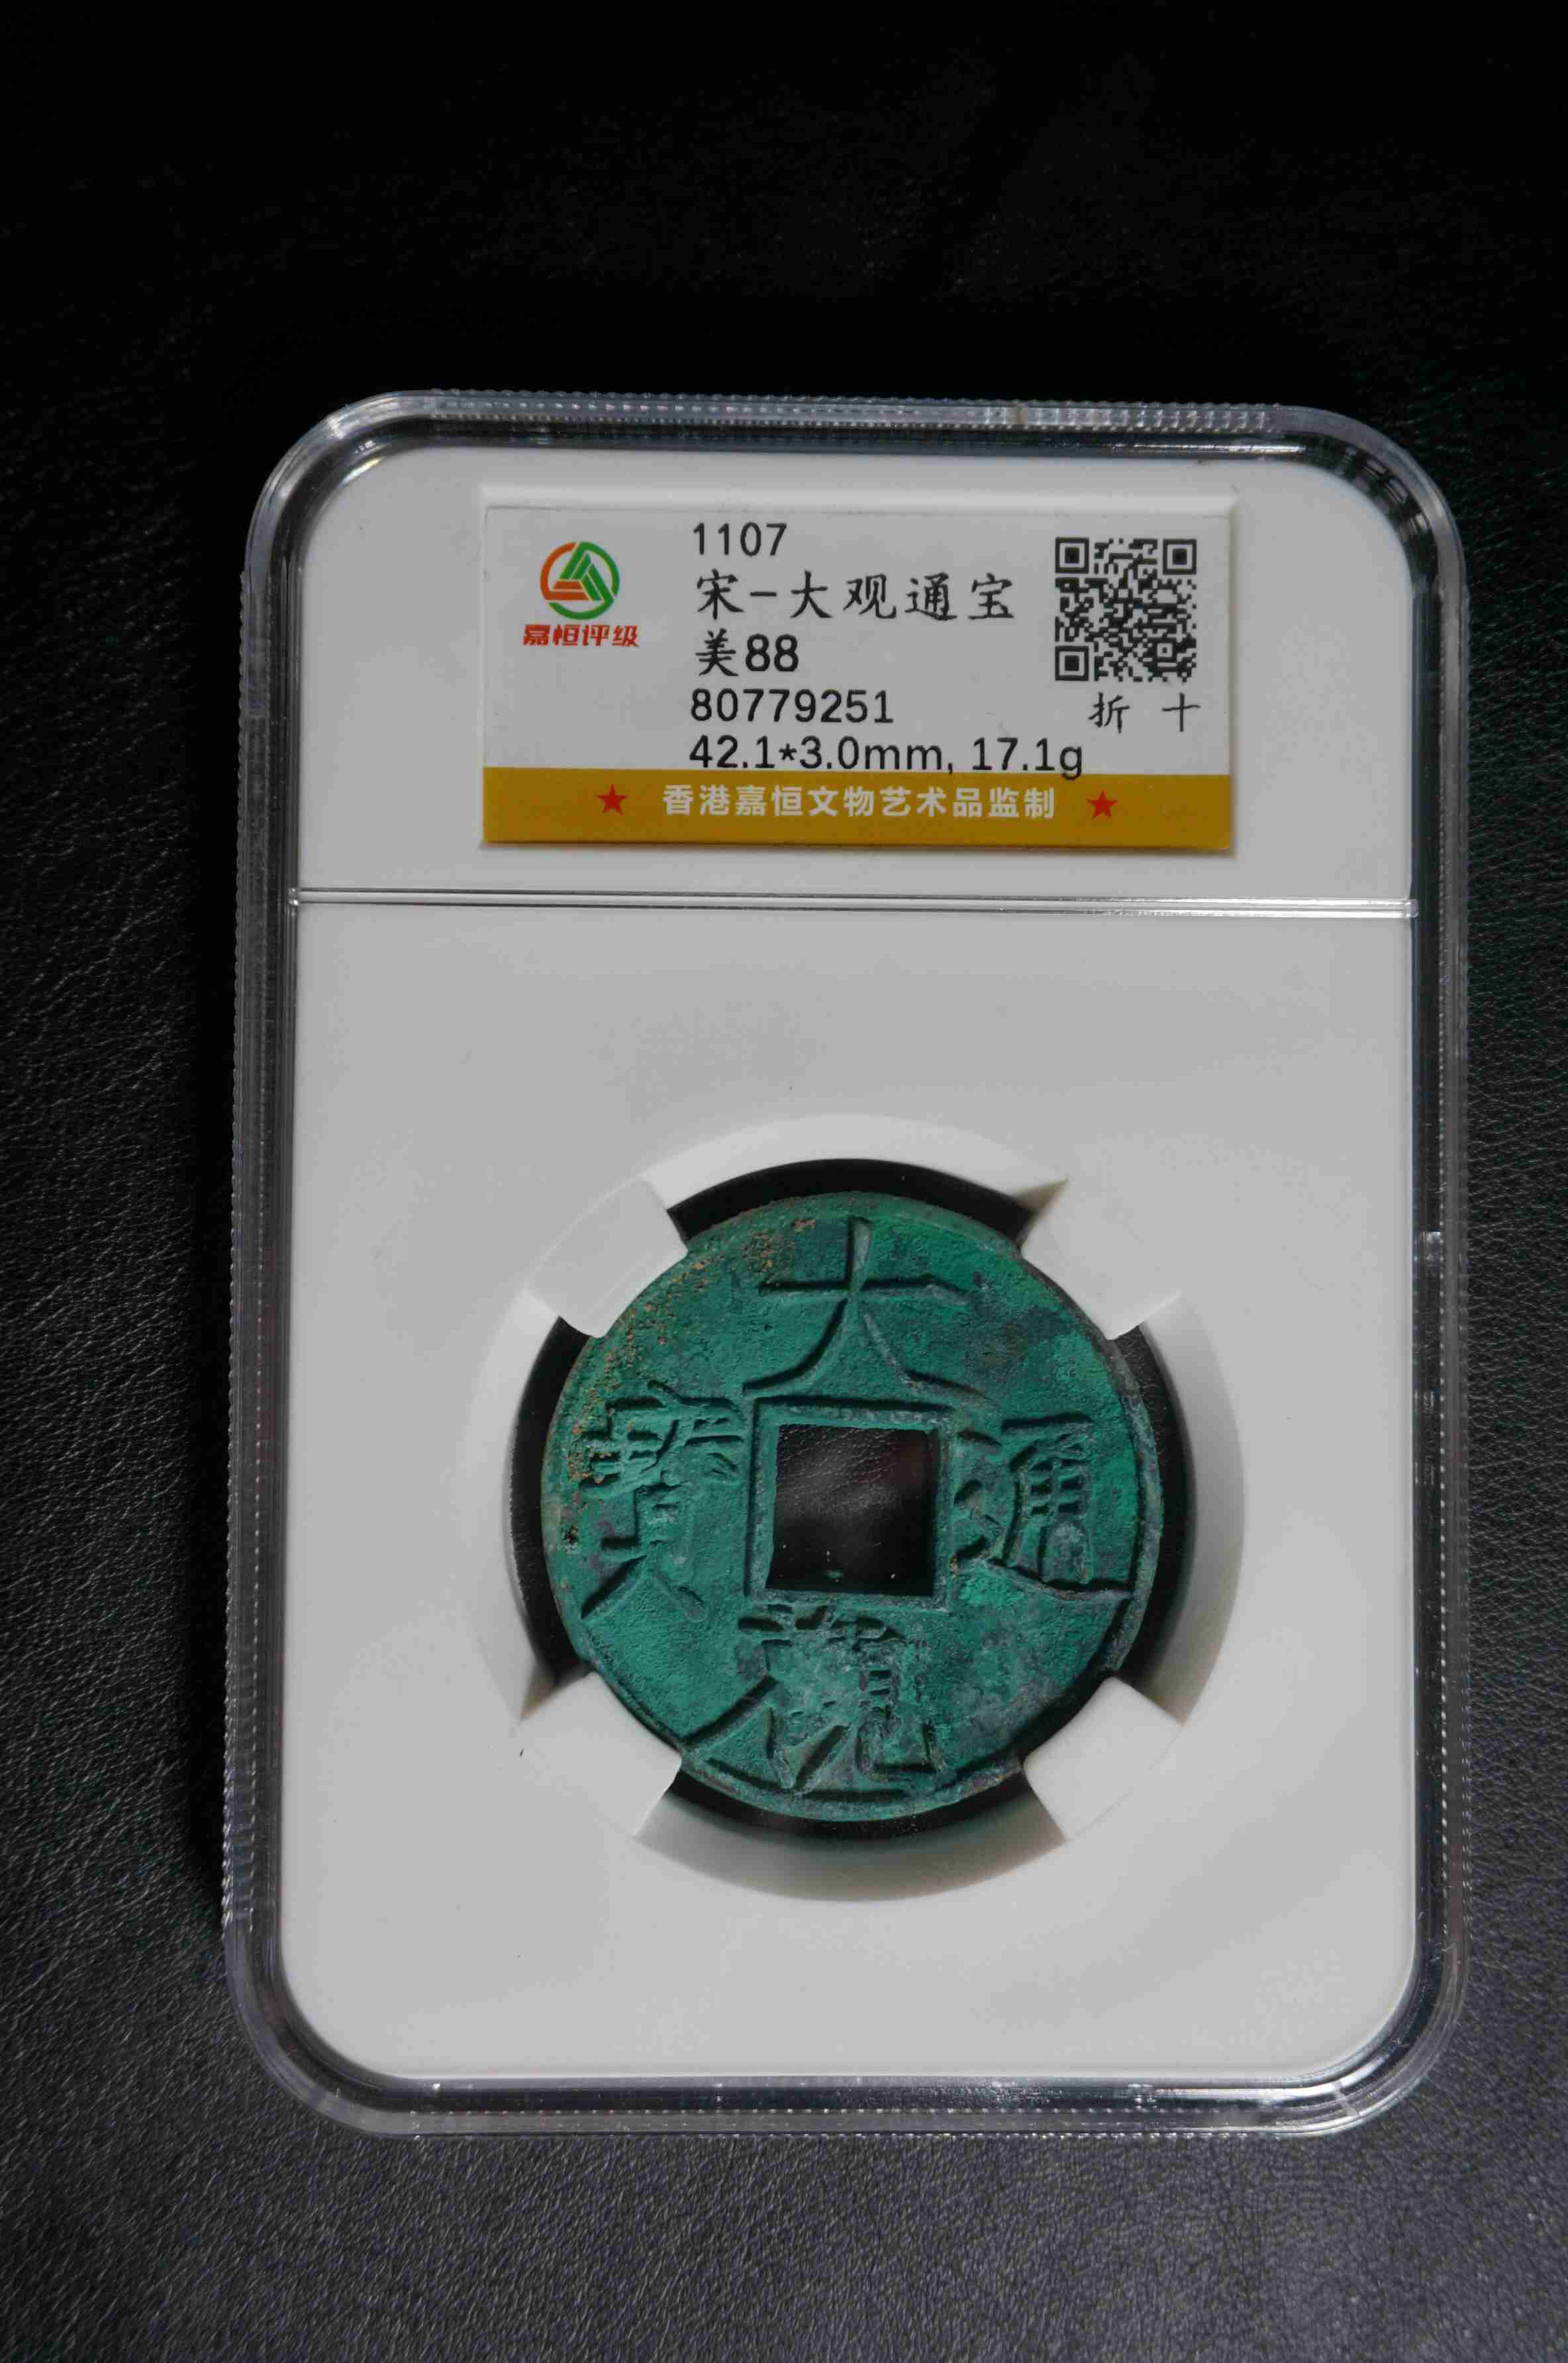 嘉恒评级
1107
宋-大观通宝
美88
80779251
折十
42.1*3.0mm, 17.1g
★ 香港嘉恒文物艺术品监制 ★
大觀通寶